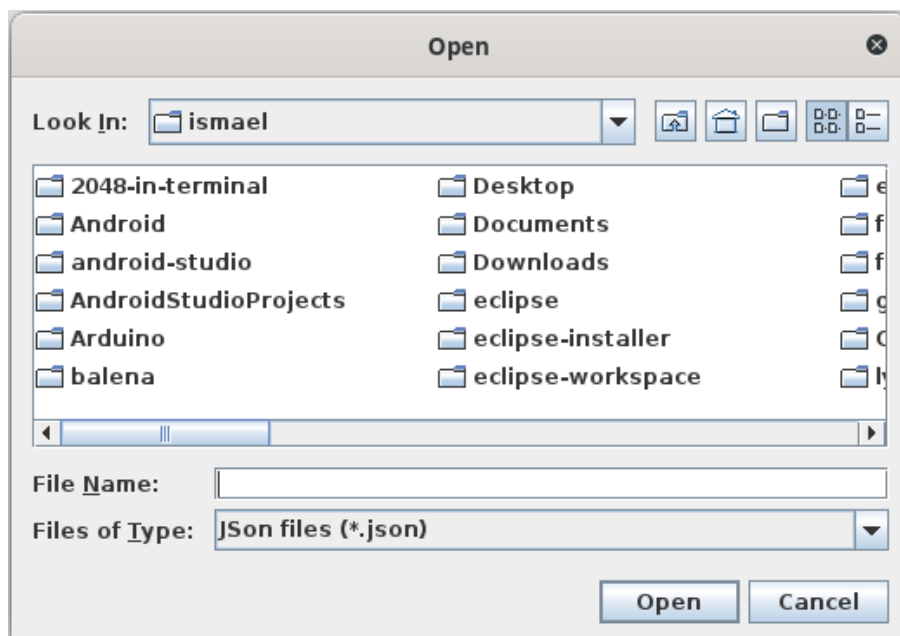 Open
Look In: ismael
2048-in-terminal Desktop
Android Documents
android-studio Downloads
AndroidStudioProjects eclipse
Arduino eclipse-installer
balena eclipse-workspace
File Name:
Files of Type: JSon files (*.json)
Open Cancel